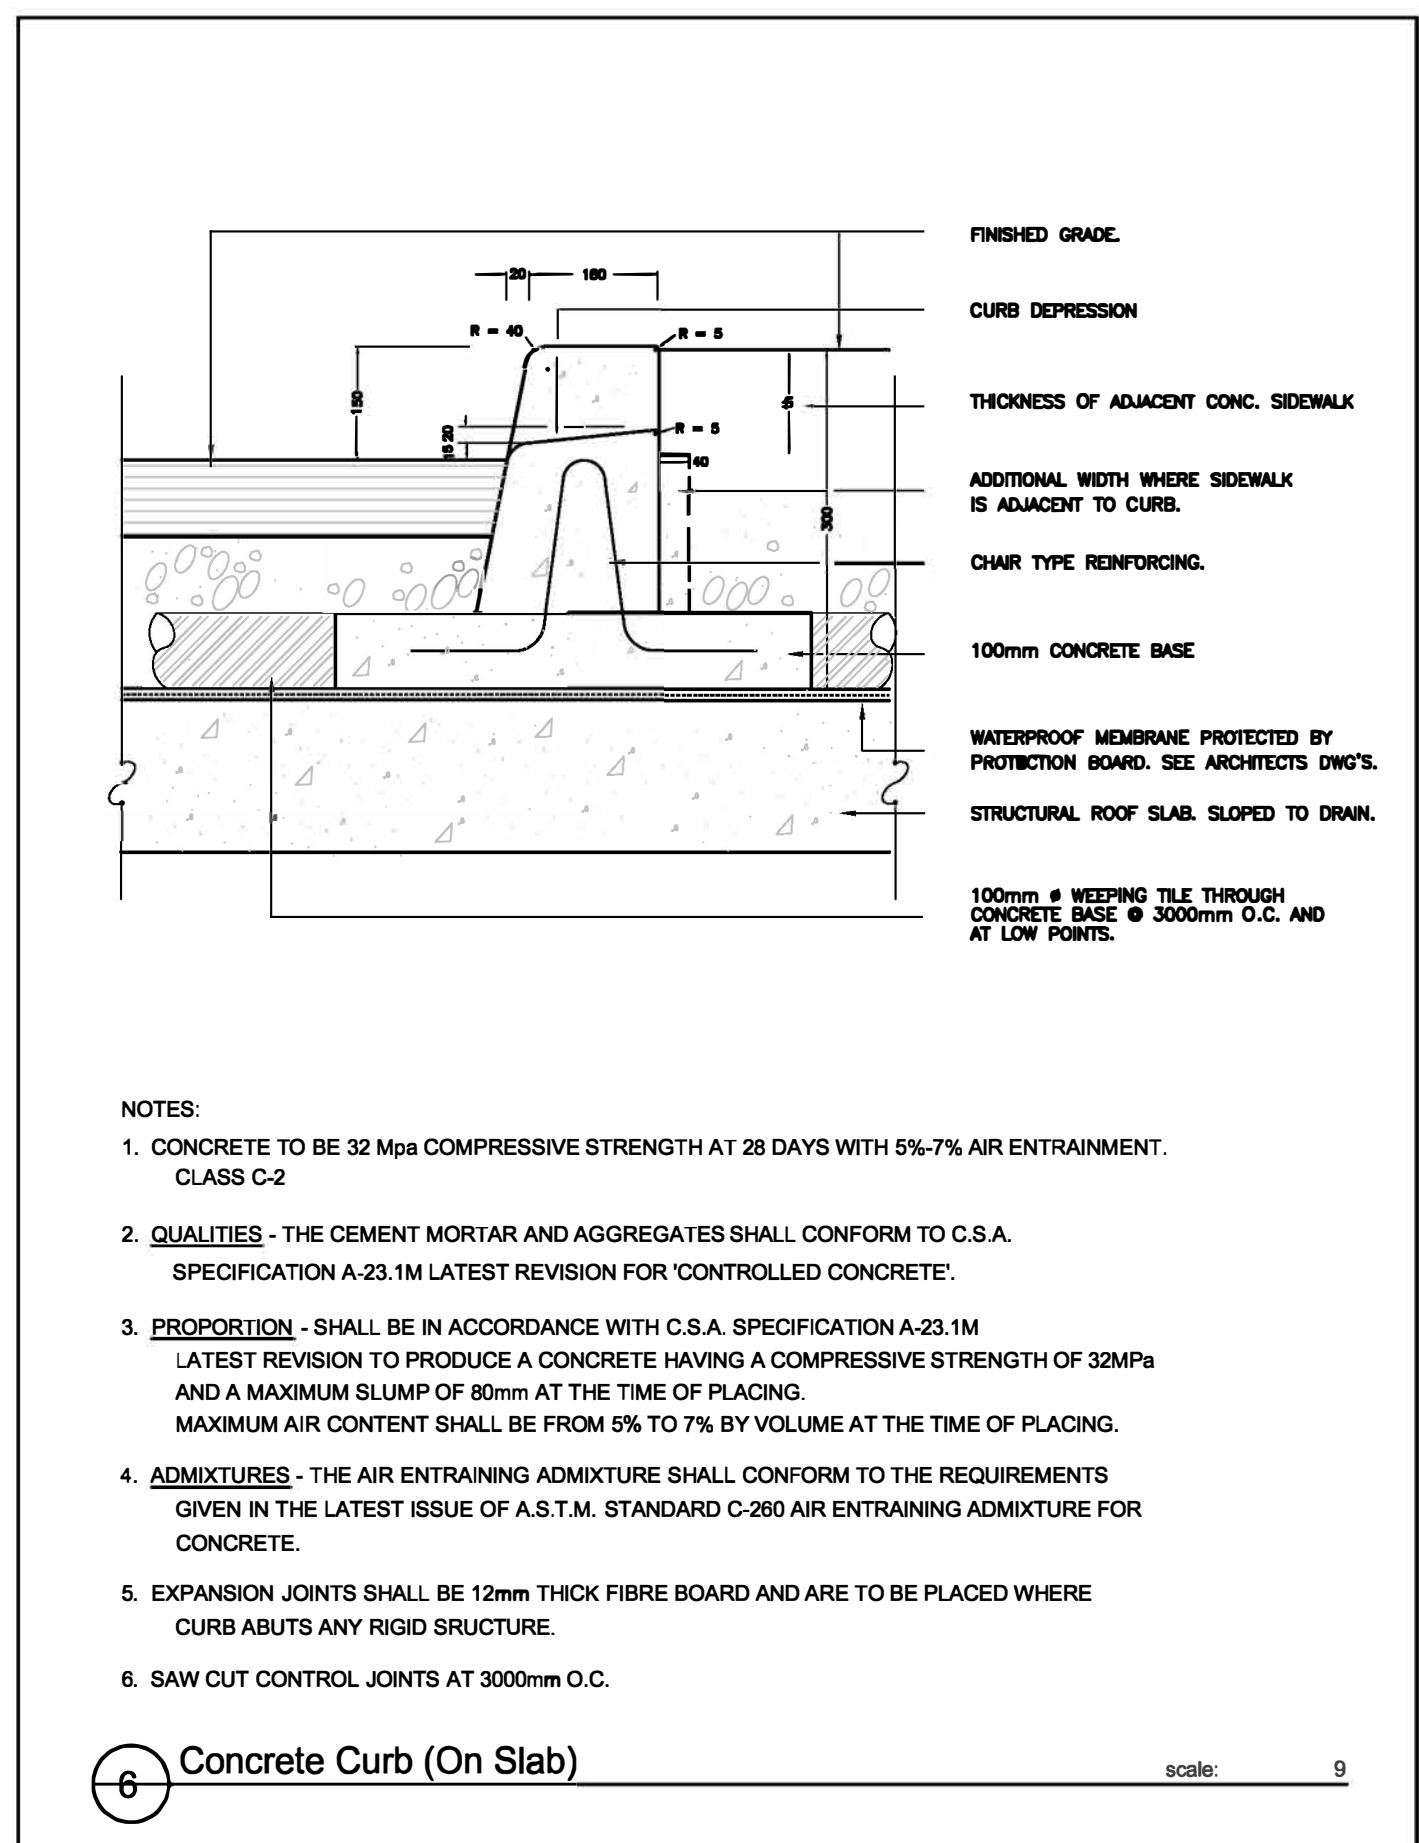 FINISHED GRADE.
20 160
CURB DEPRESSION
R = 40 R = 5
150
THICKNESS OF ADJACENT CONC. SIDEWALK
15 20
R = 5
40
ADDITIONAL WIDTH WHERE SIDEWALK
IS ADJACENT TO CURB.
300
CHAIR TYPE REINFORCING.
100mm CONCRETE BASE
WATERPROOF MEMBRANE PROTECTED BY
PROTECTION BOARD. SEE ARCHITECTS DWG'S.
STRUCTURAL ROOF SLAB. SLOPED TO DRAIN.
100mm ø WEEPING TILE THROUGH
CONCRETE BASE @ 3000mm O.C. AND
AT LOW POINTS.
NOTES:
1. CONCRETE TO BE 32 Mpa COMPRESSIVE STRENGTH AT 28 DAYS WITH 5%-7% AIR ENTRAINMENT.
CLASS C-2
2. QUALITIES - THE CEMENT MORTAR AND AGGREGATES SHALL CONFORM TO C.S.A.
SPECIFICATION A-23.1M LATEST REVISION FOR 'CONTROLLED CONCRETE'.
3. PROPORTION - SHALL BE IN ACCORDANCE WITH C.S.A. SPECIFICATION A-23.1M
LATEST REVISION TO PRODUCE A CONCRETE HAVING A COMPRESSIVE STRENGTH OF 32MPa
AND A MAXIMUM SLUMP OF 80mm AT THE TIME OF PLACING.
MAXIMUM AIR CONTENT SHALL BE FROM 5% TO 7% BY VOLUME AT THE TIME OF PLACING.
4. ADMIXTURES - THE AIR ENTRAINING ADMIXTURE SHALL CONFORM TO THE REQUIREMENTS
GIVEN IN THE LATEST ISSUE OF A.S.T.M. STANDARD C-260 AIR ENTRAINING ADMIXTURE FOR
CONCRETE.
5. EXPANSION JOINTS SHALL BE 12mm THICK FIBRE BOARD AND ARE TO BE PLACED WHERE
CURB ABUTS ANY RIGID SRUCTURE.
6. SAW CUT CONTROL JOINTS AT 3000mm O.C.
6 Concrete Curb (On Slab) scale: 9